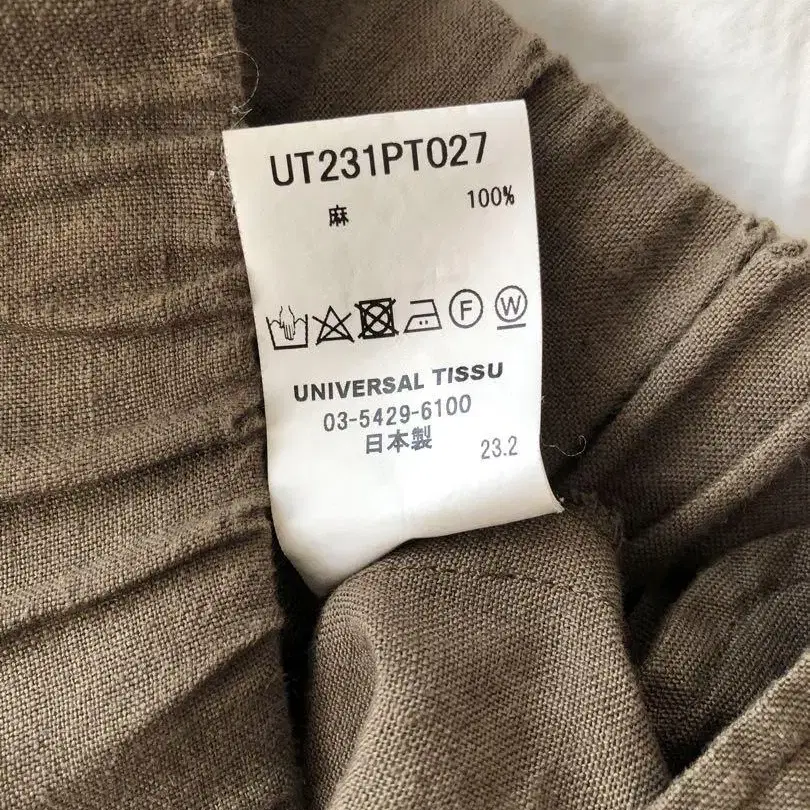 UT231PT027
麻 100%
F W
UNIVERSAL TISSU
03-5429-6100
日本製 23.2